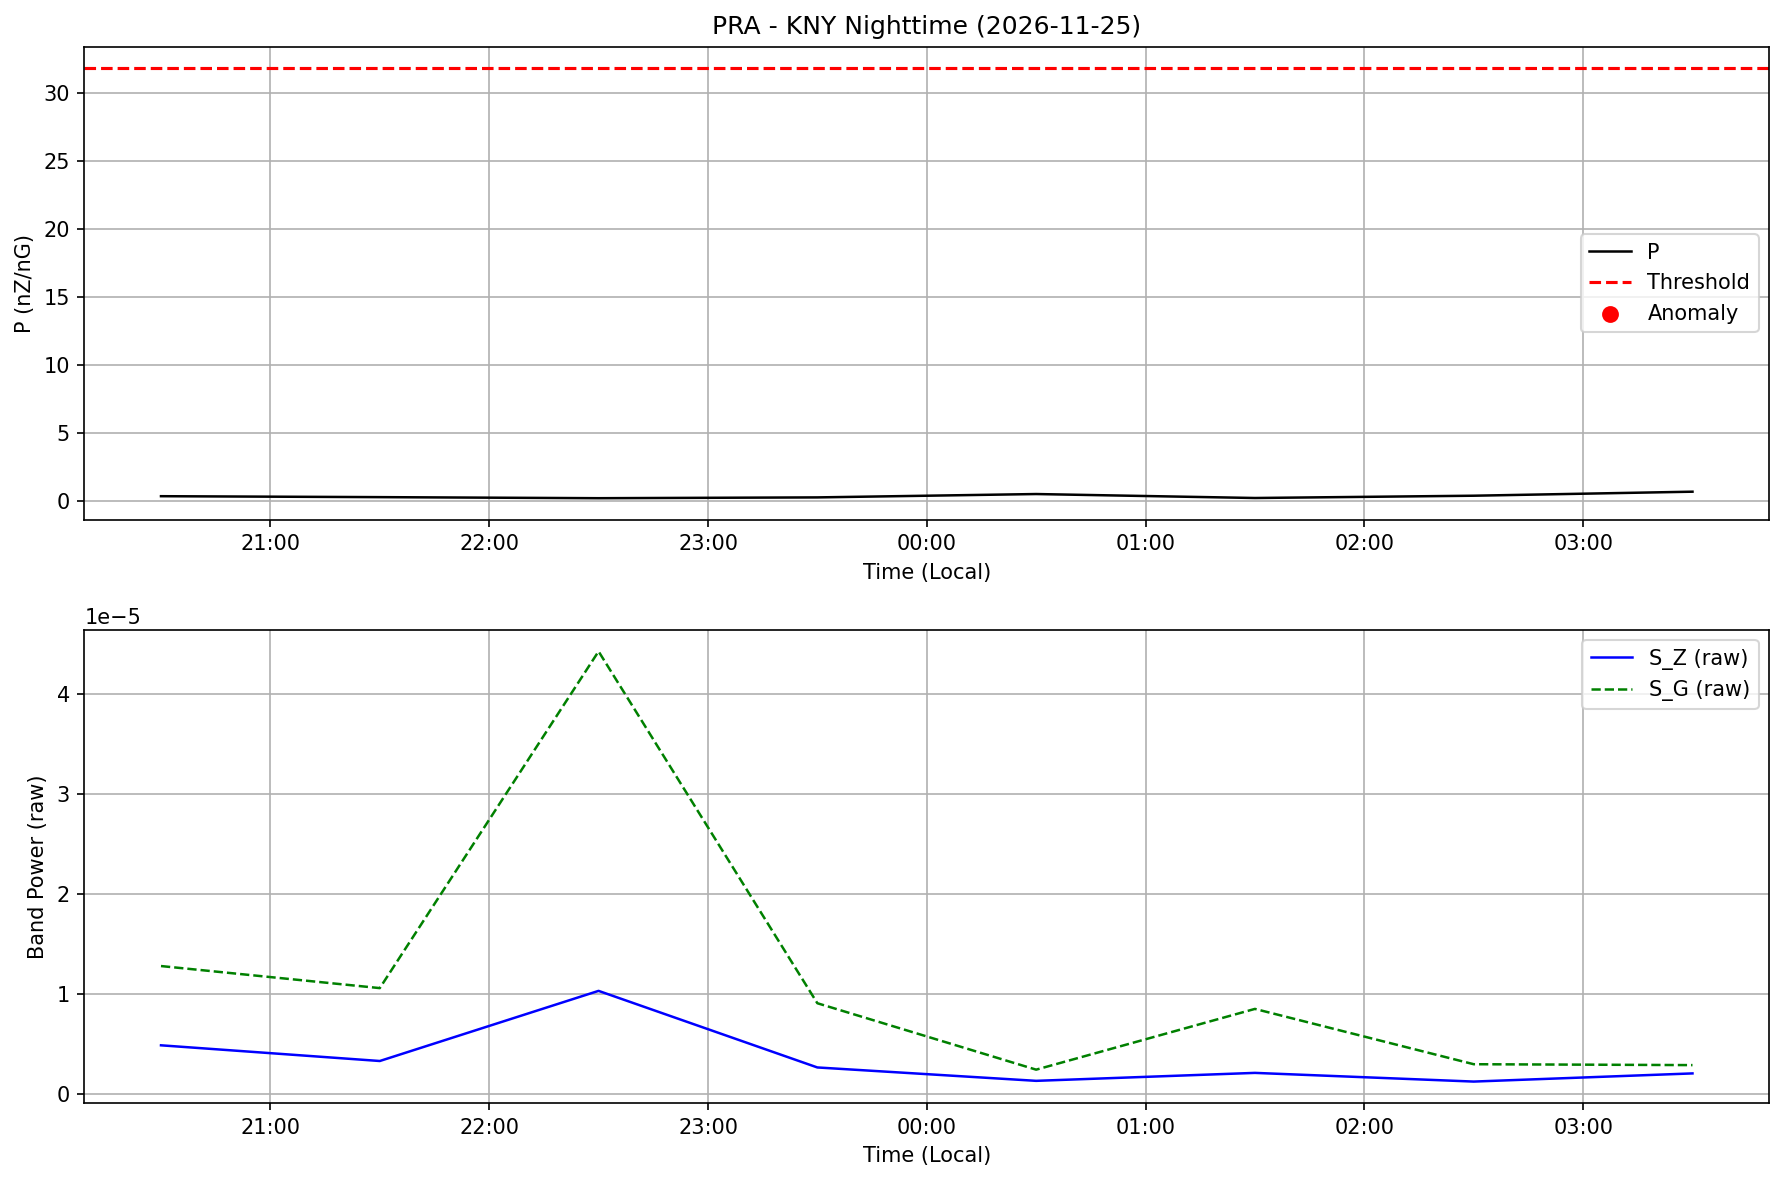 PRA - KNY Nighttime (2026-11-25)
30
25
20
15
10
5
0
P (nZ/nG)
P
Threshold
Anomaly
21:00 22:00 23:00 00:00 01:00 02:00 03:00
Time (Local)
1e−5
4
3
2
1
0
Band Power (raw)
S_Z (raw)
S_G (raw)
21:00 22:00 23:00 00:00 01:00 02:00 03:00
Time (Local)